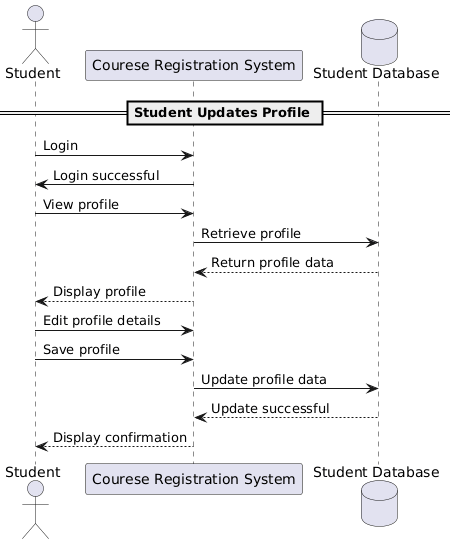 Student
Courese Registration System
Student Database
Student Updates Profile
Login
Login successful
View profile
Retrieve profile
Return profile data
Display profile
Edit profile details
Save profile
Update profile data
Update successful
Display confirmation
Student
Courese Registration System
Student Database